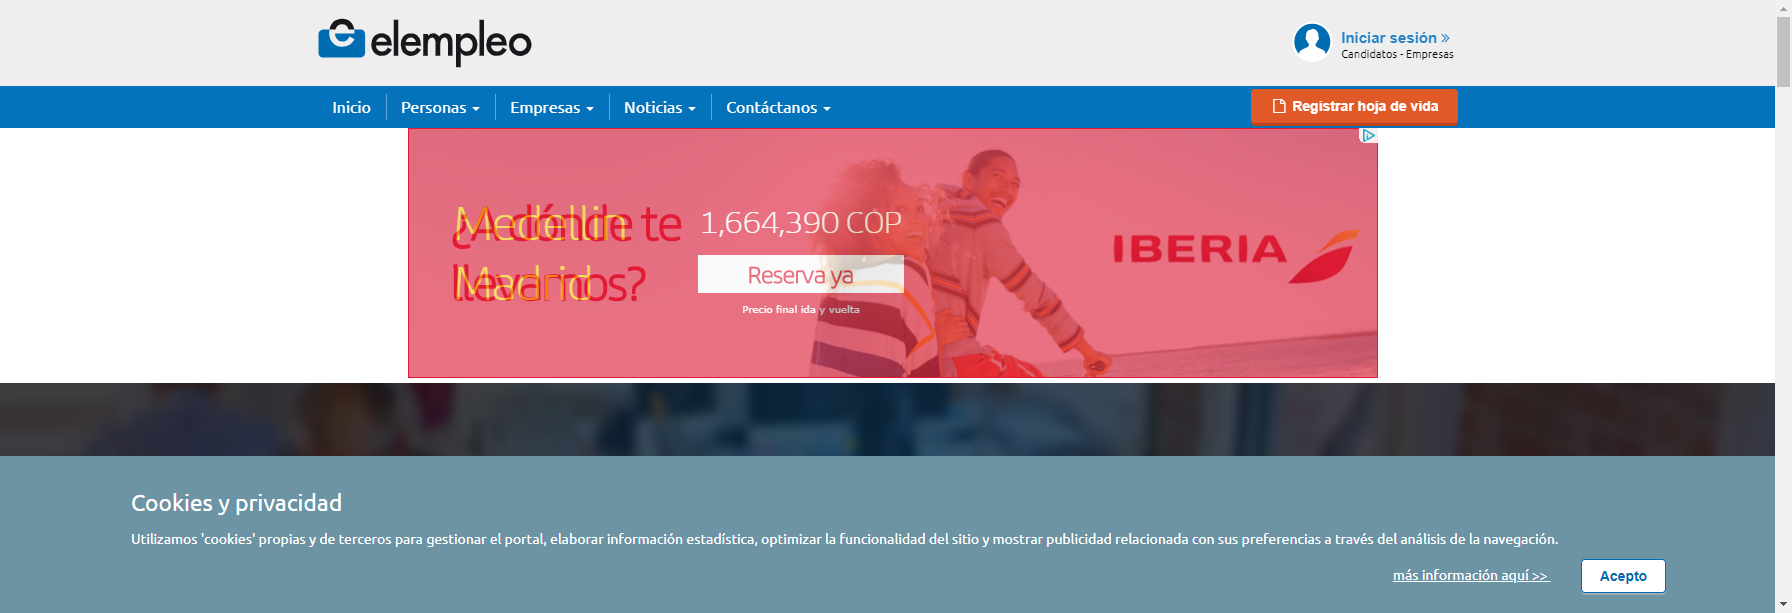 elempleo
Iniciar sesión »
Candidatos - Empresas
Inicio
Personas
Empresas
Noticias
Contáctanos
Registrar hoja de vida
Medellin
Madrid
¿A dónde te
llevamos?
1,664,390 COP
Reserva ya
Precio final ida y vuelta
IBERIA
Cookies y privacidad
Utilizamos 'cookies' propias y de terceros para gestionar el portal, elaborar información estadística, optimizar la funcionalidad del sitio y mostrar publicidad relacionada con sus preferencias a través del análisis de la navegación.
más información aquí >>
Acepto